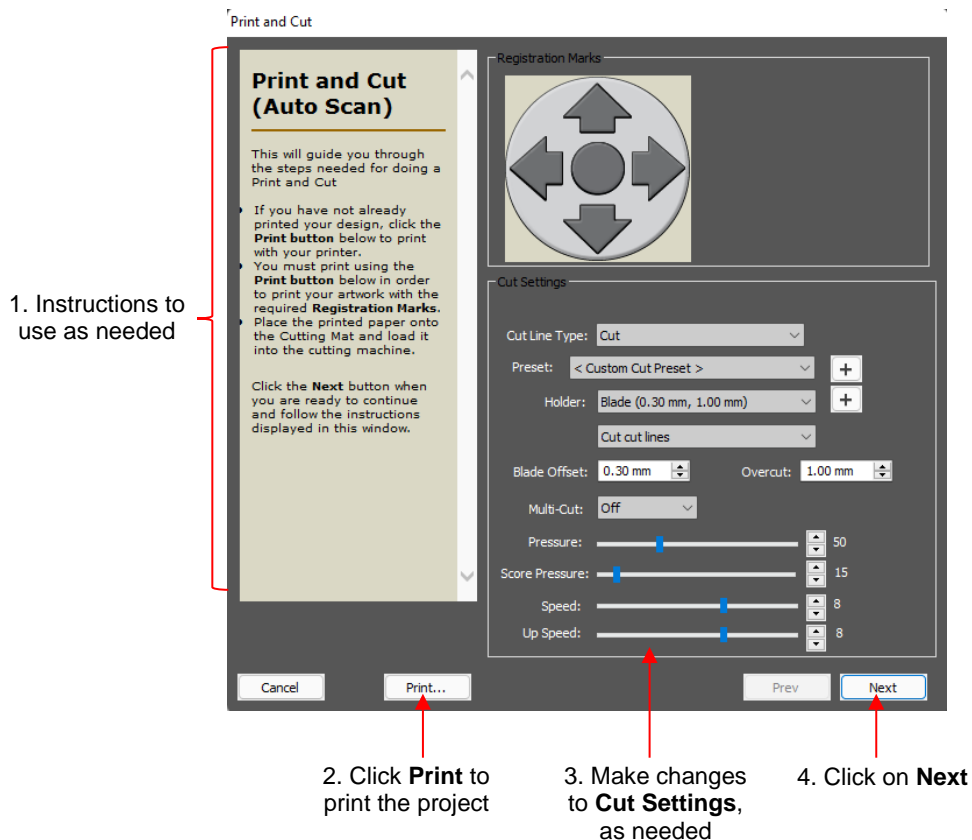 Print and Cut
Print and Cut
(Auto Scan)
This will guide you through
the steps needed for doing a
Print and Cut
If you have not already
printed your design, click the
Print button below to print
with your printer.
You must print using the
Print button below in order
to print your artwork with the
required Registration Marks.
Place the printed paper onto
the Cutting Mat and load it
into the cutting machine.
Click the Next button when
you are ready to continue
and follow the instructions
displayed in this window.
1. Instructions to
use as needed
Registration Marks
Cut Settings
Cut Line Type: Cut
Preset: < Custom Cut Preset > +
Holder: Blade (0.30 mm, 1.00 mm) +
Cut cut lines
Blade Offset: 0.30 mm Overcut: 1.00 mm
Multi-Cut: Off
Pressure: 50
Score Pressure: 15
Speed: 8
Up Speed: 8
Cancel Print... Prev Next
2. Click Print to
print the project
3. Make changes
to Cut Settings,
as needed
4. Click on Next